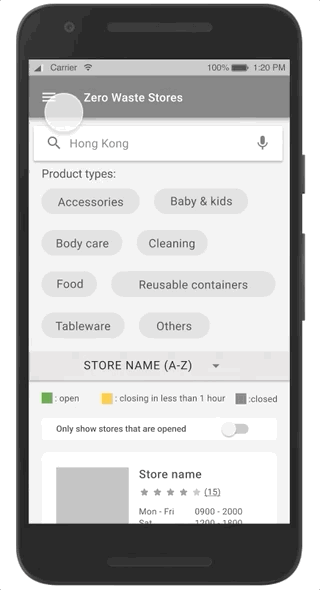 Carrier 100% 1:20 PM
Zero Waste Stores
Hong Kong
Product types:
Accessories Baby & kids
Body care Cleaning
Food Reusable containers
Tableware Others
STORE NAME (A-Z)
: open : closing in less than 1 hour :closed
Only show stores that are opened
Store name
(15)
Mon - Fri 0900 - 2000
Sat 1200 - 1800